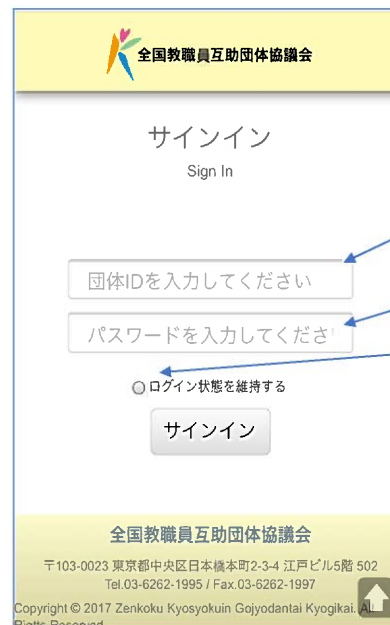 全国教職員互助団体協議会
サインイン
Sign In
団体IDを入力してください
パスワードを入力してくださ
ログイン状態を維持する
サインイン
全国教職員互助団体協議会
〒103-0023 東京都中央区日本橋本町2-3-4 江戸ビル5階 502
Tel.03-6262-1995 / Fax.03-6262-1997
Copyright © 2017 Zenkoku Kyosyokuin Gojyodantai Kyogikai. All
Rights Reserved